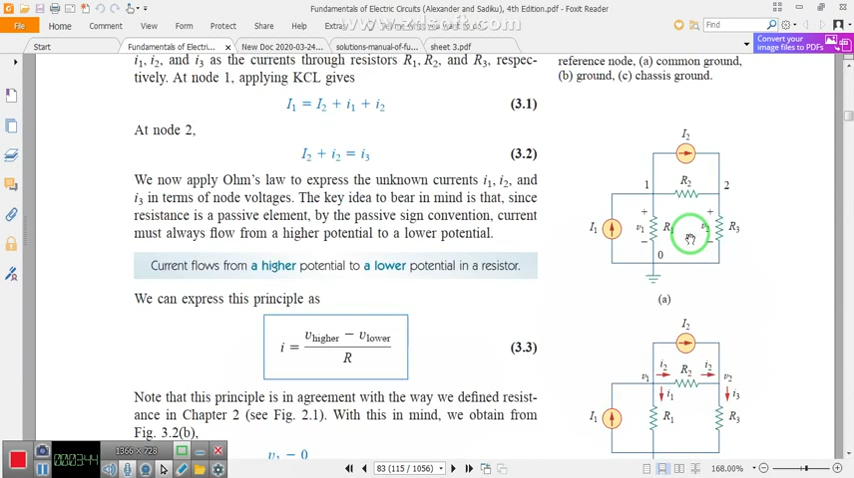 Fundamentals of Electric Circuits (Alexander and Sadiku), 4th Edition.pdf - Foxit Reader
File
Home
Form
Protect
Share
Help
Extras
Find
Start
Fundamentals of Electri...
New Doc 2020-03-24...
solutions-manual-of-fu...
sheet 3.pdf
Convert your
images to PDFs
i1, i2, and i3 as the currents through resistors R1, R2, and R3, respec-
tively. At node 1, applying KCL gives
I1 = I2 + i1 + i2 (3.1)
At node 2,
I2 + i2 = i3 (3.2)
We now apply Ohm's law to express the unknown currents i1, i2, and
i3 in terms of node voltages. The key idea to bear in mind is that, since
resistance is a passive element, by the passive sign convention, current
must always flow from a higher potential to a lower potential.
Current flows from a higher potential to a lower potential in a resistor.
We can express this principle as
i = (υhigher − υlower) / R (3.3)
Note that this principle is in agreement with the way we defined resist-
ance in Chapter 2 (see Fig. 2.1). With this in mind, we obtain from
Fig. 3.2(b),
reference node, (a) common ground,
(b) ground, (c) chassis ground.
I2
R2
1 2
+ +
I1 υ1 R1 υ2 R3
− −
0
(a)
I2
R2
υ1 i2 i2 υ2
i1 i3
I1 R1 R3
1366 x 728
83 (115 / 1056)
168.00%